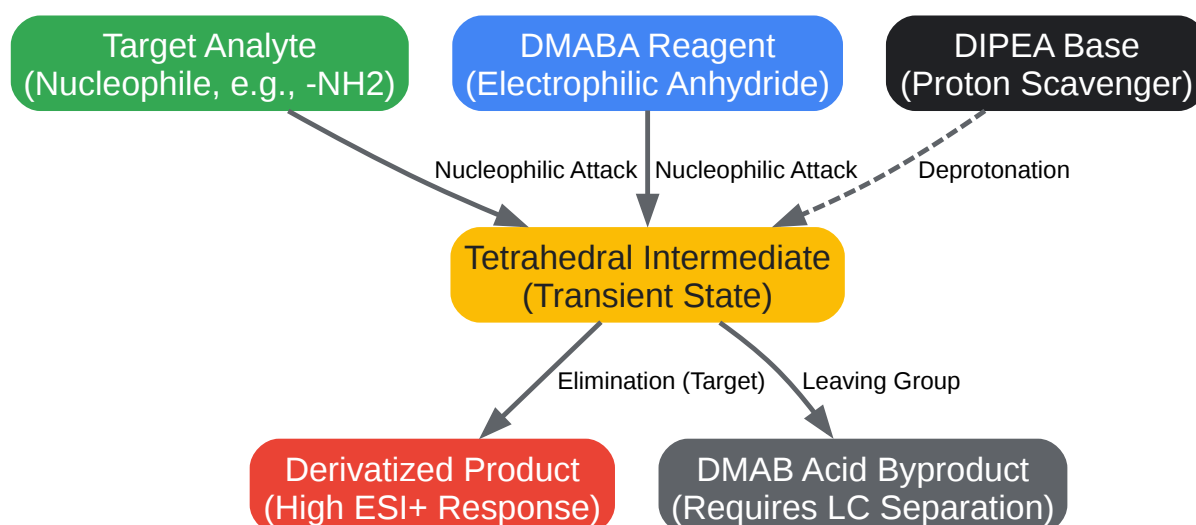 Target Analyte
(Nucleophile, e.g., -NH2)
DMABA Reagent
(Electrophilic Anhydride)
DIPEA Base
(Proton Scavenger)
Nucleophilic Attack
Nucleophilic Attack
Deprotonation
Tetrahedral Intermediate
(Transient State)
Elimination (Target)
Leaving Group
Derivatized Product
(High ESI+ Response)
DMAB Acid Byproduct
(Requires LC Separation)